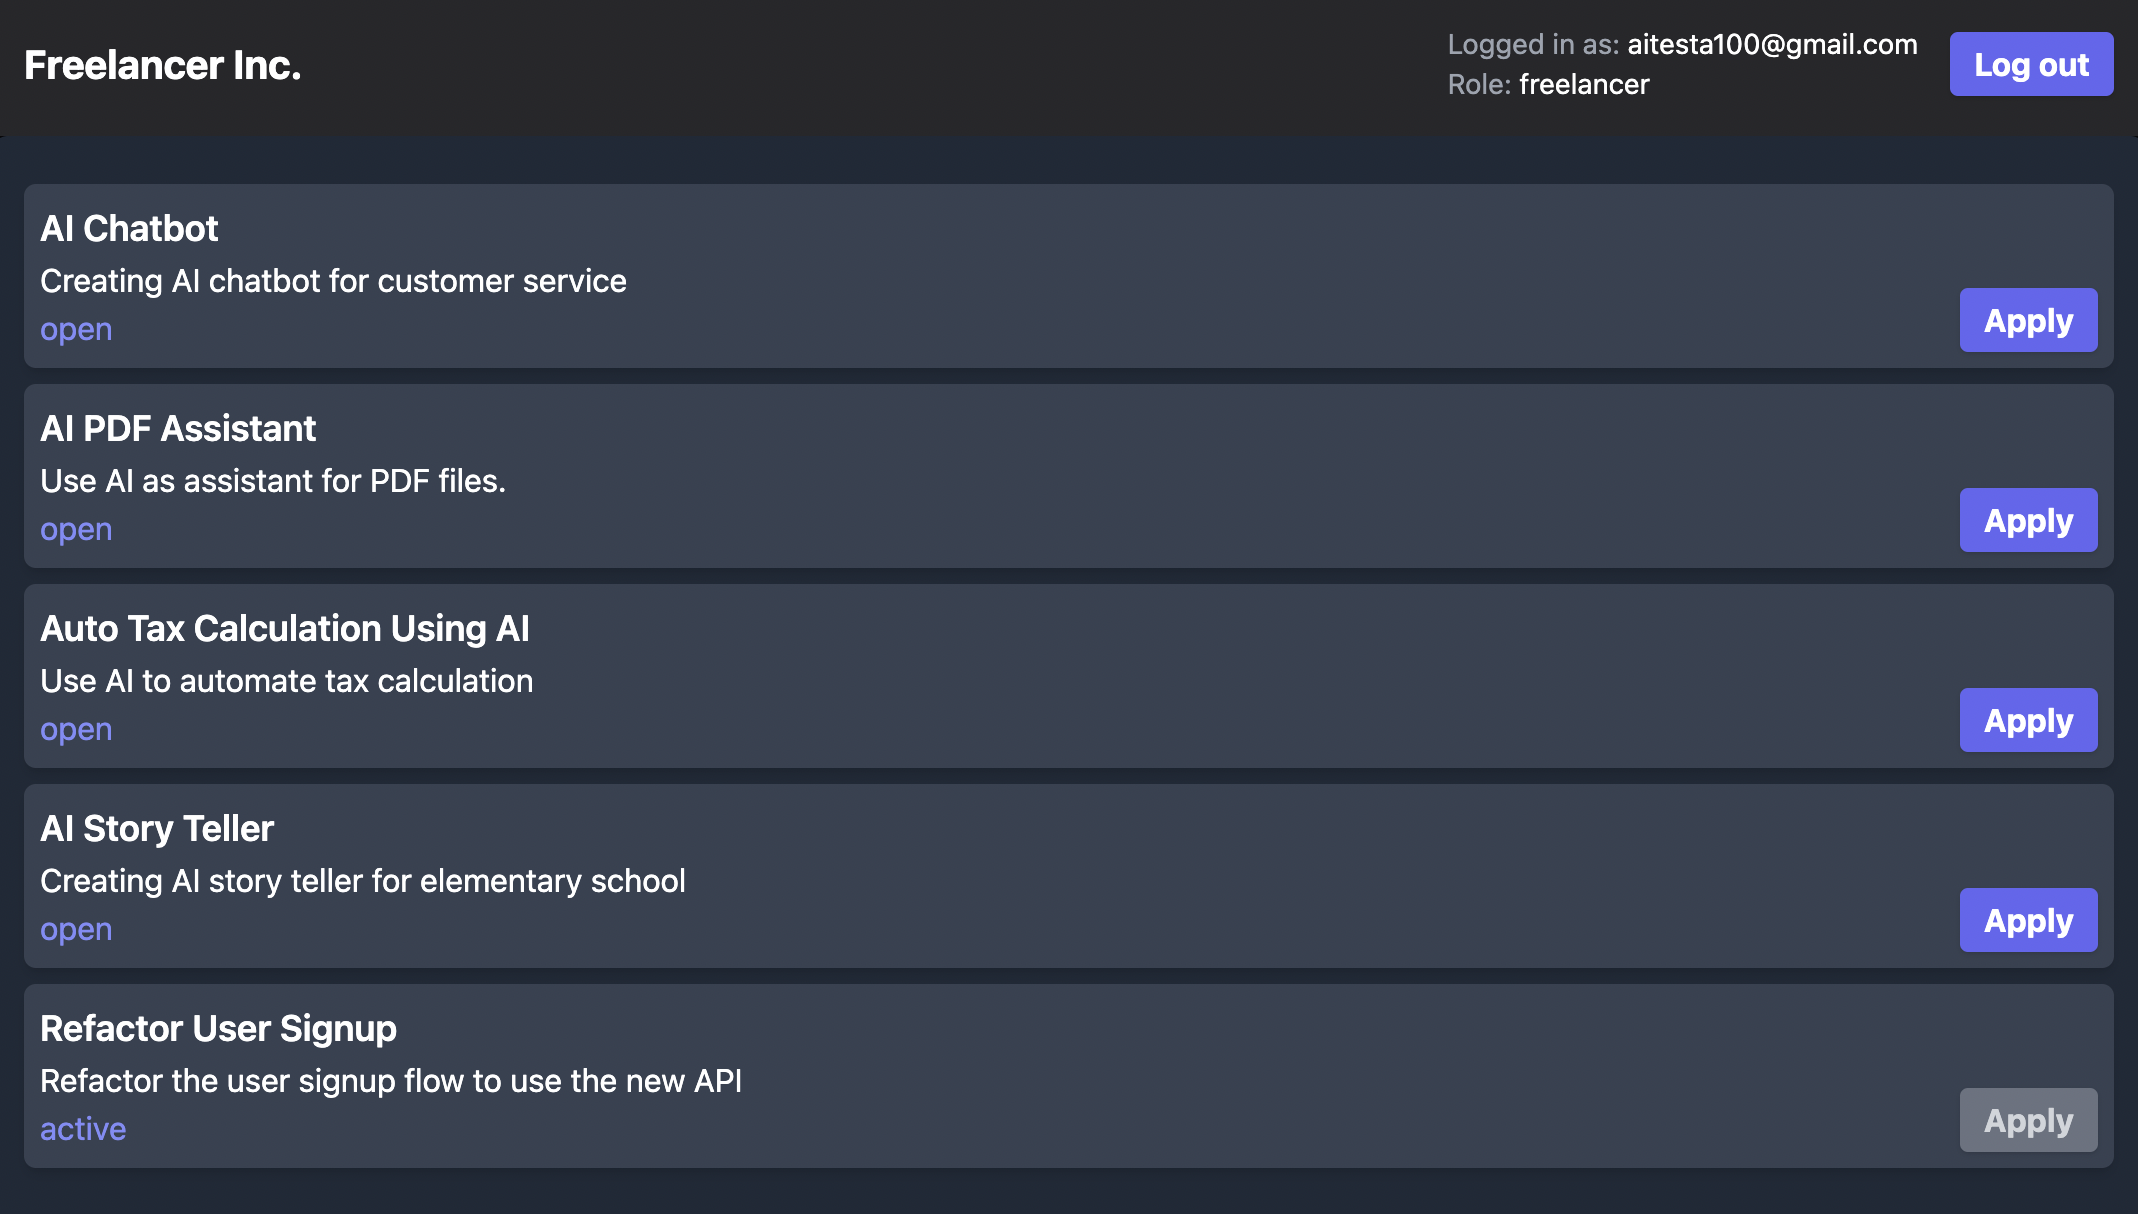 Freelancer Inc.
Logged in as: aitesta100@gmail.com
Role: freelancer
Log out
AI Chatbot
Creating AI chatbot for customer service
open
Apply
AI PDF Assistant
Use AI as assistant for PDF files.
open
Apply
Auto Tax Calculation Using AI
Use AI to automate tax calculation
open
Apply
AI Story Teller
Creating AI story teller for elementary school
open
Apply
Refactor User Signup
Refactor the user signup flow to use the new API
active
Apply